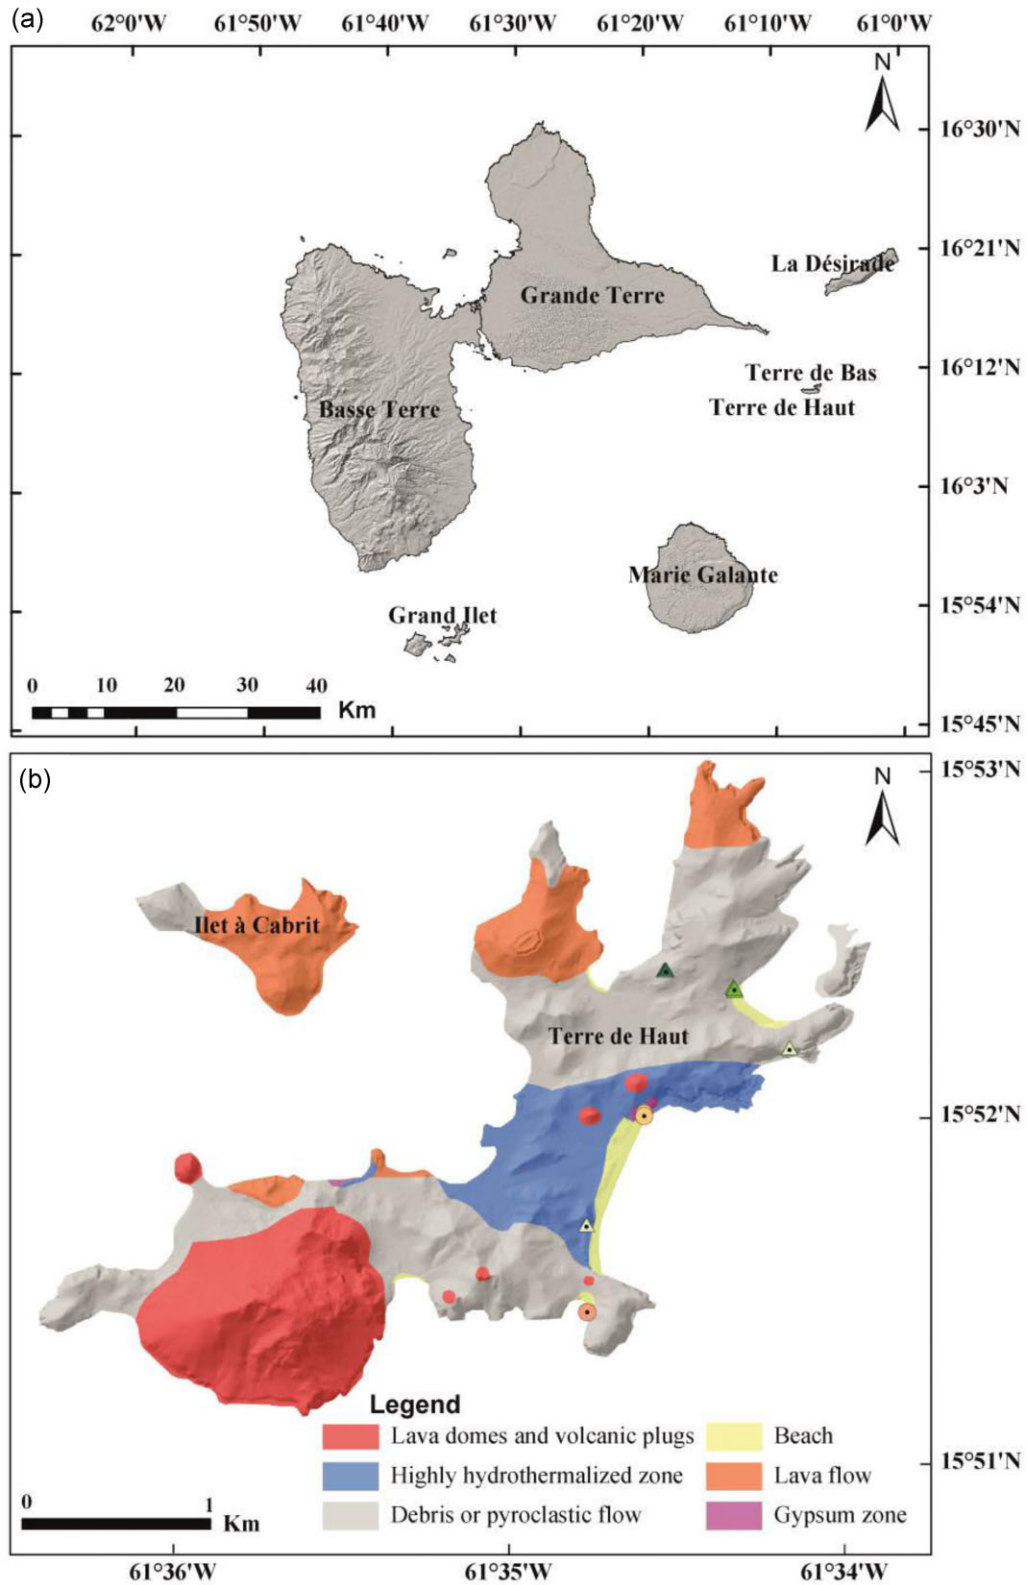 (a)
62°0'W 61°50'W 61°40'W 61°30'W 61°20'W 61°10'W 61°0'W
N
16°30'N
16°21'N
La Désirade
Grande Terre
16°12'N
Terre de Bas
Terre de Haut
Basse Terre
16°3'N
Marie Galante
15°54'N
Grand Ilet
0 10 20 30 40
Km
15°45'N
(b)
15°53'N
N
Ilet à Cabrit
Terre de Haut
15°52'N
Legend
Lava domes and volcanic plugs
Beach
Highly hydrothermalized zone
Lava flow
Debris or pyroclastic flow
Gypsum zone
15°51'N
0 1
Km
61°36'W 61°35'W 61°34'W